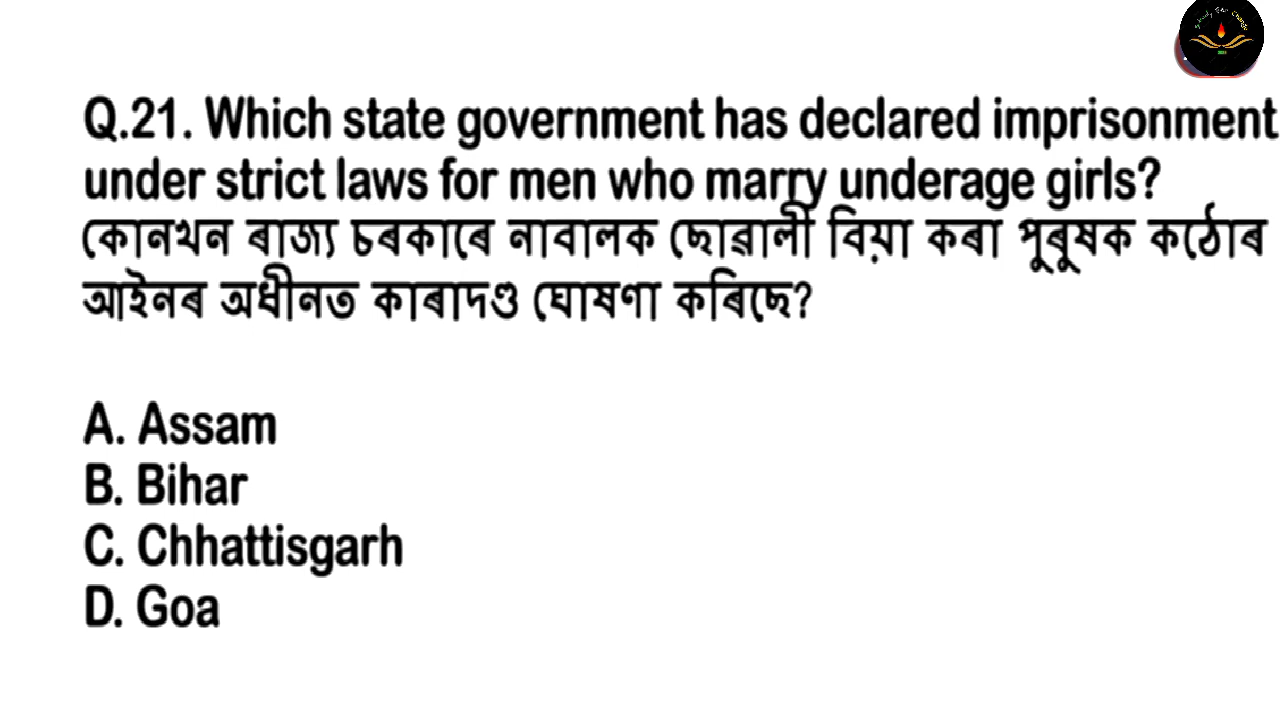 Q.21. Which state government has declared imprisonment
under strict laws for men who marry underage girls?
কোনখন ৰাজ্য চৰকাৰে নাবালক ছোৱালী বিয়া কৰা পুৰুষক কঠোৰ
আইনৰ অধীনত কাৰাদণ্ড ঘোষণা কৰিছে?
A. Assam
B. Bihar
C. Chhattisgarh
D. Goa